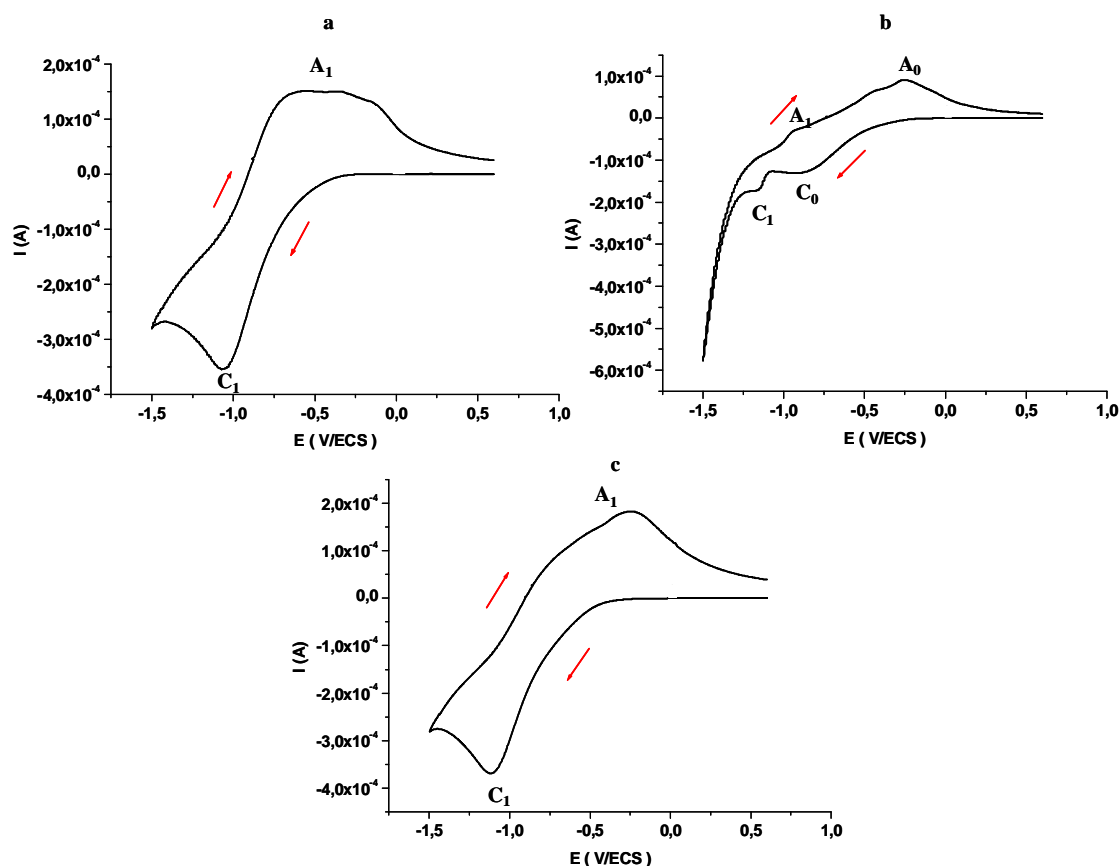 a
A1
2,0x10-4
1,0x10-4
0,0
-1,0x10-4
-2,0x10-4
-3,0x10-4
-4,0x10-4
I (A)
C1
-1,5 -1,0 -0,5 0,0 0,5 1,0
E ( V/ECS )
b
A0
A1
1,0x10-4
0,0
-1,0x10-4
-2,0x10-4
-3,0x10-4
-4,0x10-4
-5,0x10-4
-6,0x10-4
I (A)
C0
C1
-1,5 -1,0 -0,5 0,0 0,5 1,0
E ( V/ECS )
c
A1
2,0x10-4
1,0x10-4
0,0
-1,0x10-4
-2,0x10-4
-3,0x10-4
-4,0x10-4
I (A)
C1
-1,5 -1,0 -0,5 0,0 0,5 1,0
E ( V/ECS )